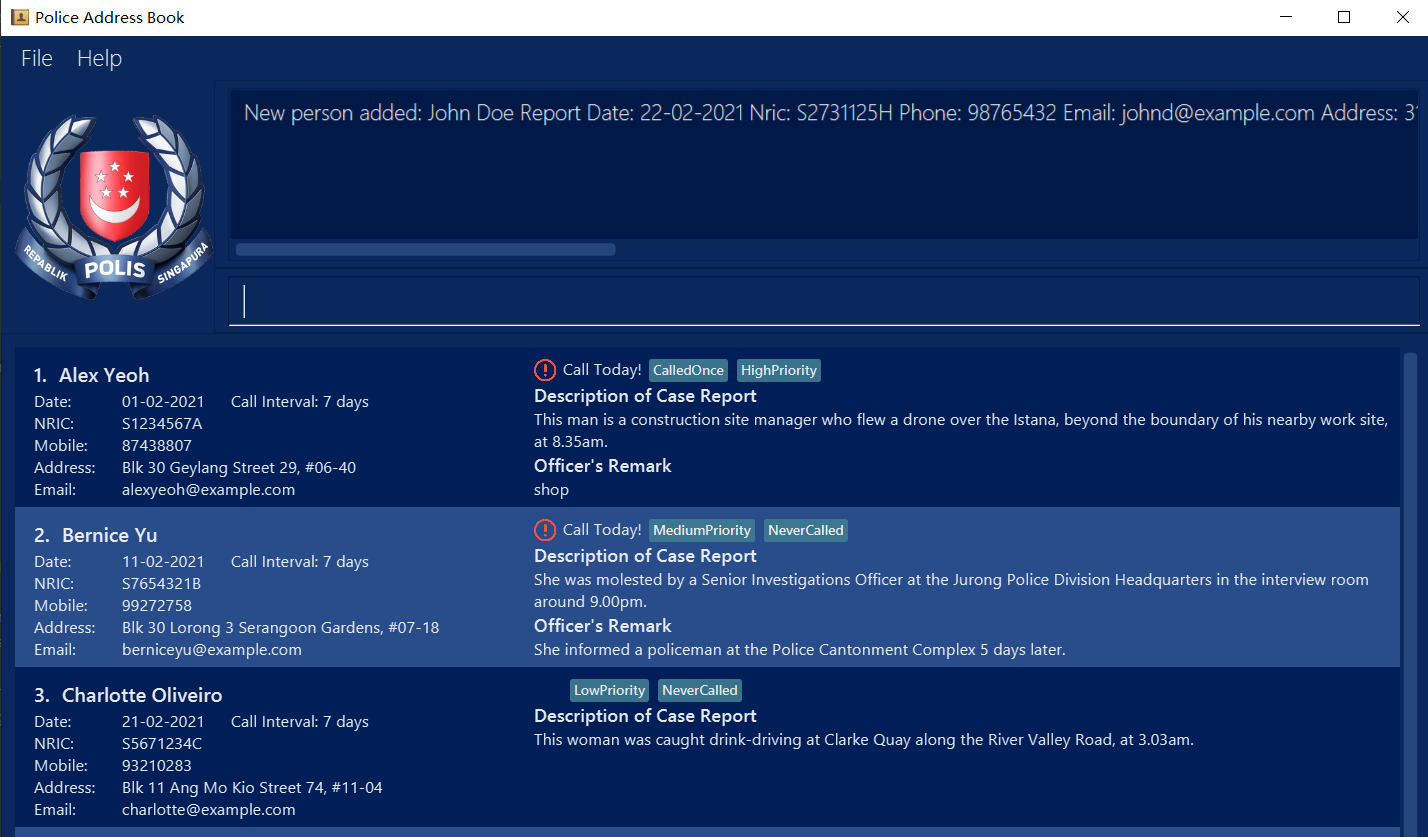 Police Address Book
File Help
New person added: John Doe Report Date: 22-02-2021 Nric: S2731125H Phone: 98765432 Email: johnd@example.com Address: 31
REPABLIK POLIS SINGAPURA
1. Alex Yeoh
Date: 01-02-2021 Call Interval: 7 days
NRIC: S1234567A
Mobile: 87438807
Address: Blk 30 Geylang Street 29, #06-40
Email: alexyeoh@example.com
Call Today! CalledOnce HighPriority
Description of Case Report
This man is a construction site manager who flew a drone over the Istana, beyond the boundary of his nearby work site,
at 8.35am.
Officer's Remark
shop
2. Bernice Yu
Date: 11-02-2021 Call Interval: 7 days
NRIC: S7654321B
Mobile: 99272758
Address: Blk 30 Lorong 3 Serangoon Gardens, #07-18
Email: berniceyu@example.com
Call Today! MediumPriority NeverCalled
Description of Case Report
She was molested by a Senior Investigations Officer at the Jurong Police Division Headquarters in the interview room
around 9.00pm.
Officer's Remark
She informed a policeman at the Police Cantonment Complex 5 days later.
3. Charlotte Oliveiro
Date: 21-02-2021 Call Interval: 7 days
NRIC: S5671234C
Mobile: 93210283
Address: Blk 11 Ang Mo Kio Street 74, #11-04
Email: charlotte@example.com
LowPriority NeverCalled
Description of Case Report
This woman was caught drink-driving at Clarke Quay along the River Valley Road, at 3.03am.